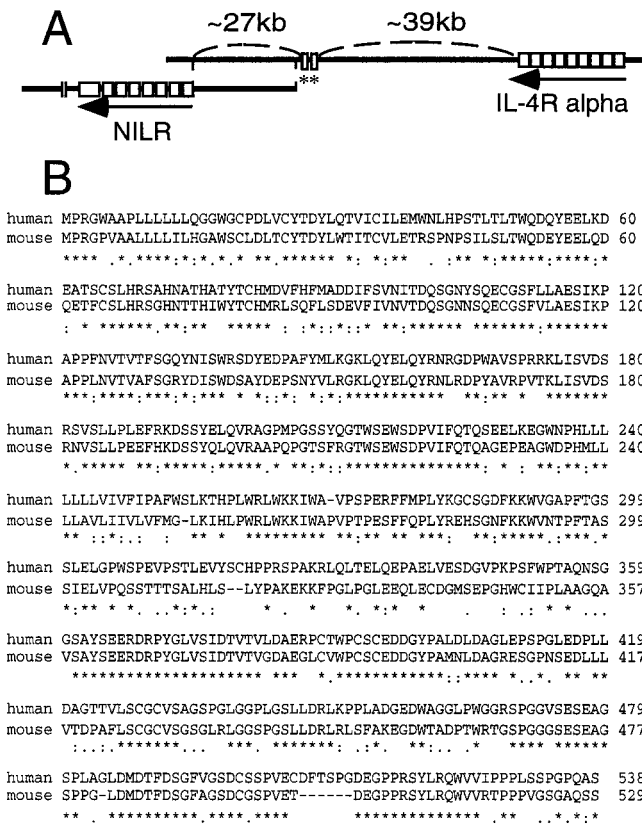 A
~27kb
~39kb
**
NILR
IL-4R alpha
B
human MPRGWAAPLLLLLLQGGWGCPDLVCYTDYLQTVICILEMWNLHPSTLTLTWQDQYEELKD 60
mouse MPRGPVAALLLLILHGAWSCLDLTCYTDYLWTITCVLETRSPNPSILSLTWQDEYEELQD 60
human EATSCSLHRSAHNATHATYTCHMDVFHFMADDIFSVNITDQSGNYSQECGSFLLAESIKP 120
mouse QETFCSLHRSGHNTTHIWYTCHMRLSQFLSDEVFIVNVTDQSGNNSQECGSFVLAESIKP 120
human APPFNVTVTFSGQYNISWRSDYEDPAFYMLKGKLQYELQYRNRGDPWAVSPRRKLISVDS 180
mouse APPLNVTVAFSGRYDISWDSAYDEPSNYVLRGKLQYELQYRNLRDPYAVRPVTKLISVDS 180
human RSVSLLPLEFRKDSSYELQVRAGPMPGSSYQGTWSEWSDPVIFQTQSEELKEGWNPHLLL 240
mouse RNVSLLPEEFHKDSSYQLQVRAAPQPGTSFRGTWSEWSDPVIFQTQAGEPEAGWDPHMLL 240
human LLLLVIVFIPAFWSLKTHPLWRLWKKIWA-VPSPERFFMPLYKGCSGDFKKWVGAPFTGS 299
mouse LLAVLIIVLVFMG-LKIHLPWRLWKKIWAPVPTPESFFQPLYREHSGNFKKWVNTPFTAS 299
human SLELGPWSPEVPSTLEVYSCHPPRSPAKRLQLTELQEPAELVESDGVPKPSFWPTAQNSG 359
mouse SIELVPQSSTTTSALHLS--LYPAKEKKFPGLPGLEEQLECDGMSEPGHWCIIPLAAGQA 357
human GSAYSEERDRPYGLVSIDTVTVLDAERPCTWPCSCEDDGYPALDLDAGLEPSPGLEDPLL 419
mouse VSAYSEERDRPYGLVSIDTVTVGDAEGLCVWPCSCEDDGYPAMNLDAGRESGPNSEDLLL 417
human DAGTTVLSCGCVSAGSPGLGGPLGSLLDRLKPPLADGEDWAGGLPWGGRSPGGVSESEAG 479
mouse VTDPAFLSCGCVSGSGLRLGGSPGSLLDRLRLSFAKEGDWTADPTWRTGSPGGGSESEAG 477
human SPLAGLDMDTFDSGFVGSDCSSPVECDFTSPGDEGPPRSYLRQWVVIPPPLSSPGPQAS 538
mouse SPPG-LDMDTFDSGFAGSDCGSPVET------DEGPPRSYLRQWVVRTPPPVGSGAQSS 529